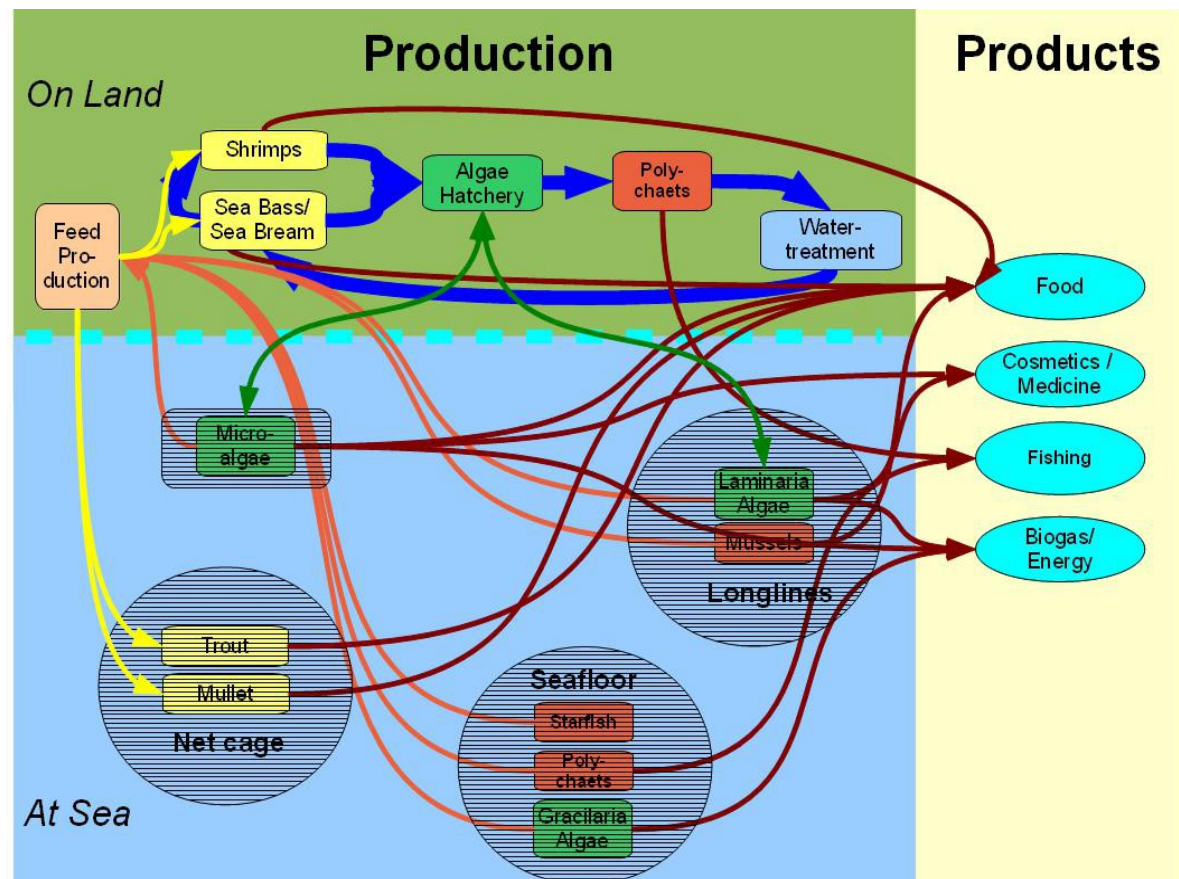 Production
Products
On Land
Shrimps
Algae
Hatchery
Poly-
chaets
Sea Bass/
Sea Bream
Feed
Pro-
duction
Water-
treatment
Food
Cosmetics /
Medicine
Micro-
algae
Fishing
Laminaria
Algae
Mussels
Biogas/
Energy
Longlines
Trout
Mullet
Net cage
Seafloor
Starfish
Poly-
chaets
Gracilaria
Algae
At Sea